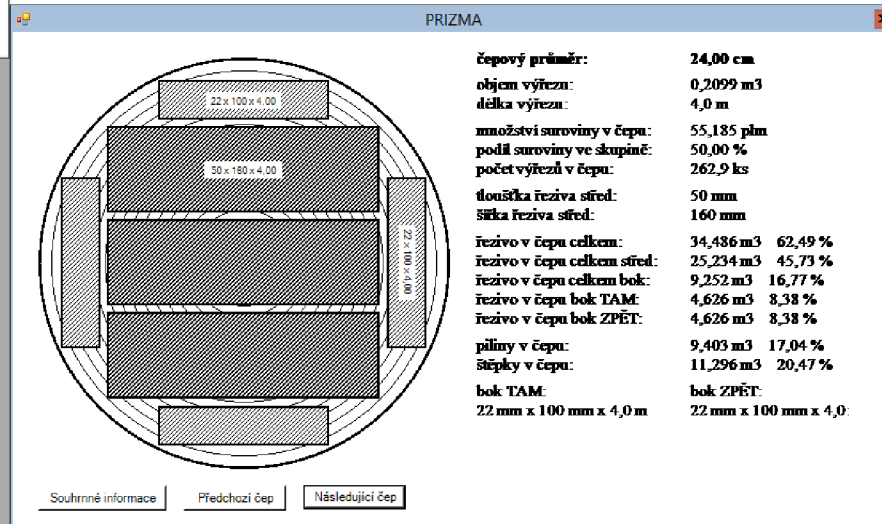 PRIZMA
22 x 100 x 4,00
50 x 160 x 4,00
22 x 100 x 4,00
čepový průměr: 24,00 cm
objem výřezu: 0,2099 m3
délka výřezu: 4,0 m
množství suroviny v čepu: 55,185 plm
podíl suroviny ve skupině: 50,00 %
počet výřezů v čepu: 262,9 ks
tloušťka řeziva střed: 50 mm
šířka řeziva střed: 160 mm
řezivo v čepu celkem: 34,486 m3 62,49 %
řezivo v čepu celkem střed: 25,234 m3 45,73 %
řezivo v čepu celkem bok: 9,252 m3 16,77 %
řezivo v čepu bok TAM: 4,626 m3 8,38 %
řezivo v čepu bok ZPĚT: 4,626 m3 8,38 %
piliny v čepu: 9,403 m3 17,04 %
štěpky v čepu: 11,296 m3 20,47 %
bok TAM: bok ZPĚT:
22 mm x 100 mm x 4,0 m 22 mm x 100 mm x 4,0
Souhrnné informace Předchozí čep Následující čep